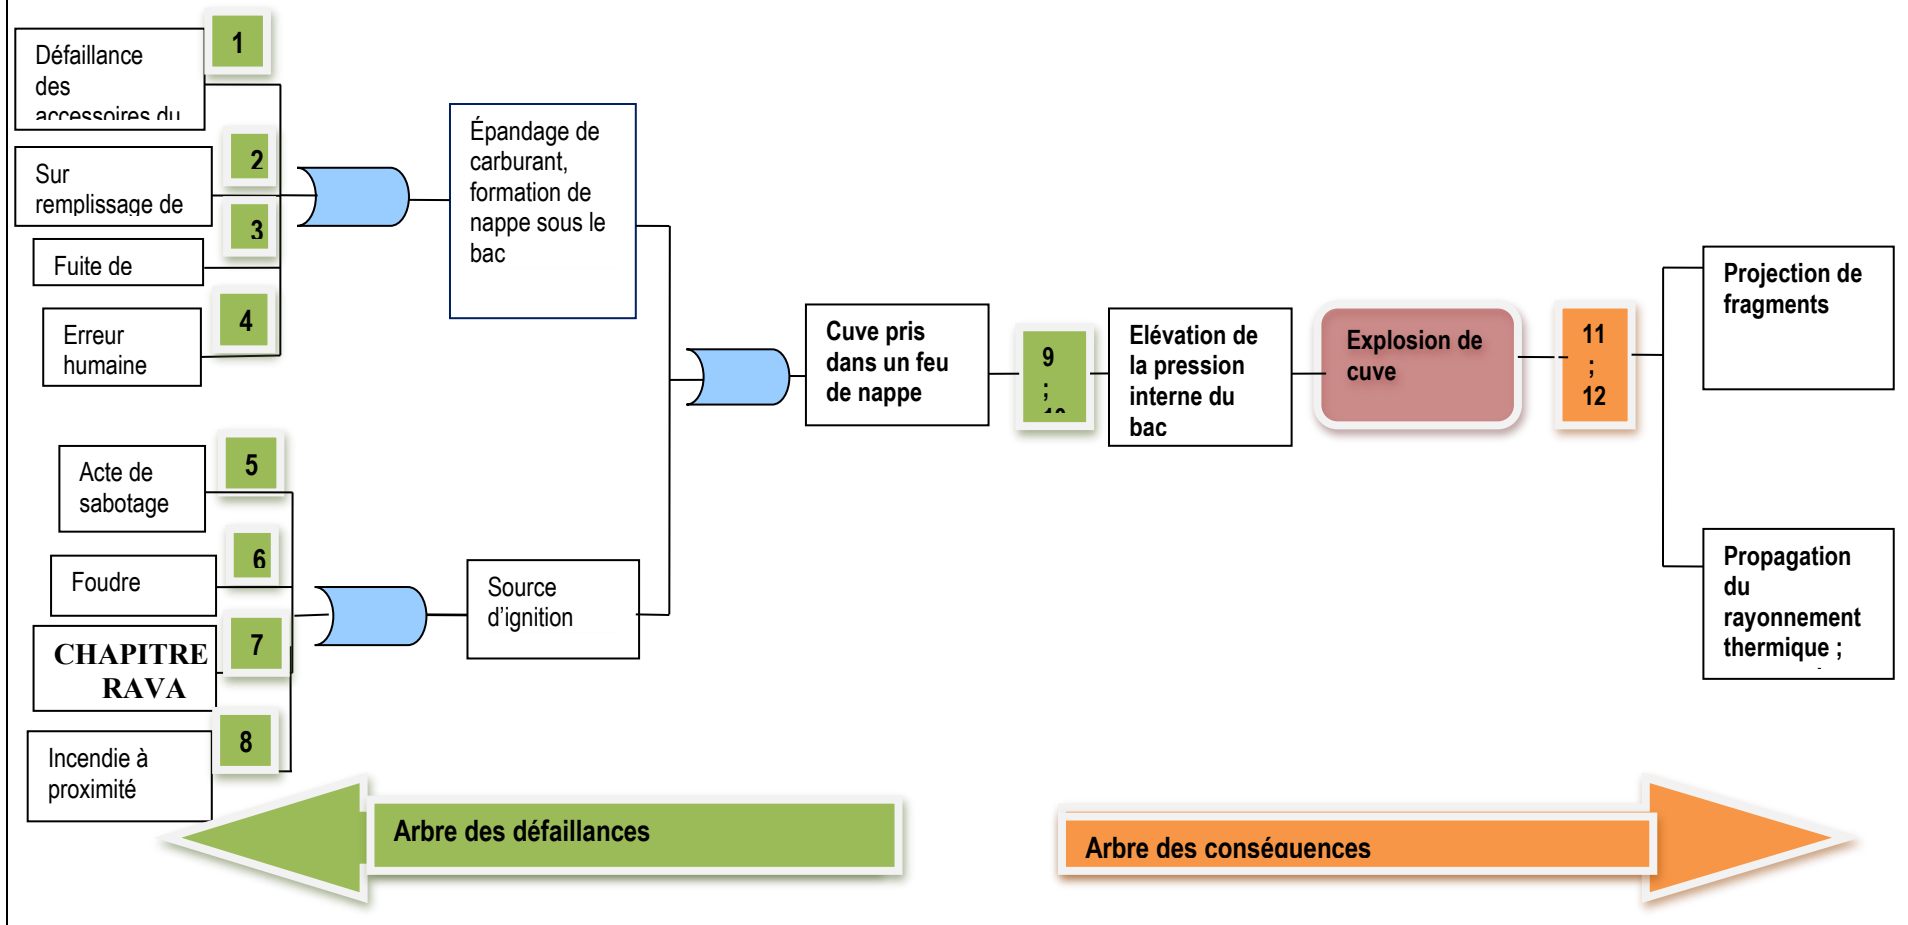 1
Défaillance
des
accessoires du
2
Sur
remplissage de
3
Fuite de
4
Erreur
humaine
Épandage de
carburant,
formation de
nappe sous le
bac
5
Acte de
sabotage
6
Foudre
7
CHAPITRE
RAVA
8
Incendie à
proximité
Source
d’ignition
Cuve pris
dans un feu
de nappe
9
;
10
Elévation de
la pression
interne du
bac
Explosion de
cuve
11
;
12
Projection de
fragments
Propagation
du
rayonnement
thermique ;
Arbre des défaillances
Arbre des conséquences